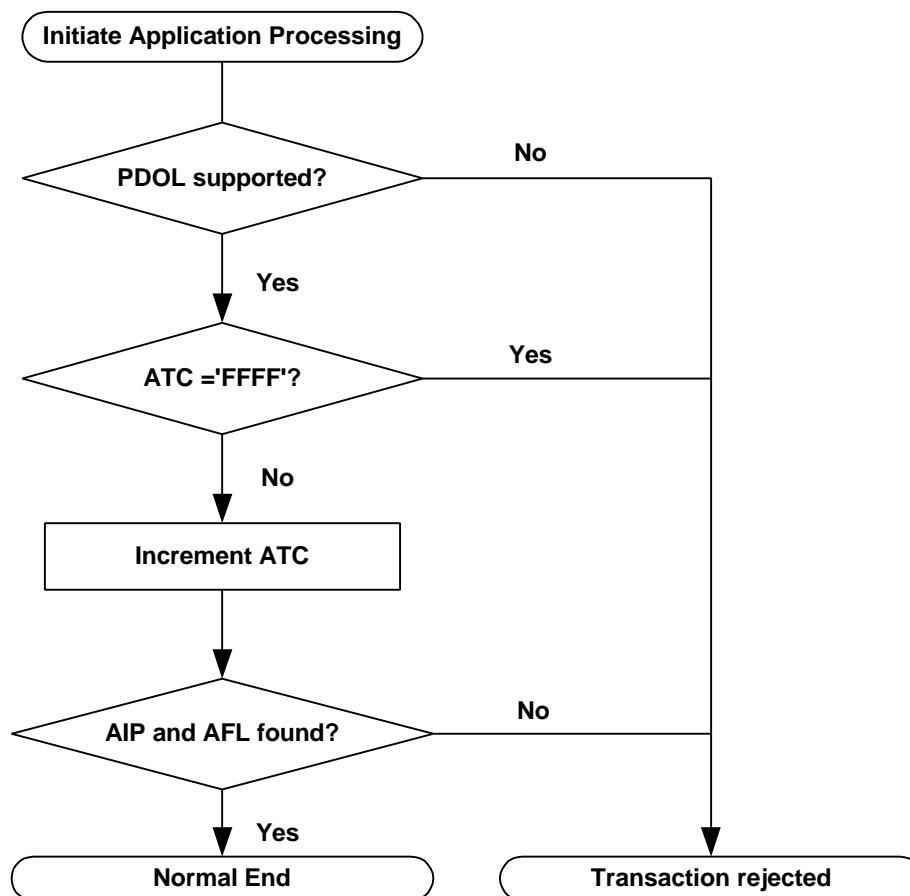 Initiate Application Processing
No
PDOL supported?
Yes
Yes
ATC ='FFFF'?
No
Increment ATC
No
AIP and AFL found?
Yes
Normal End
Transaction rejected